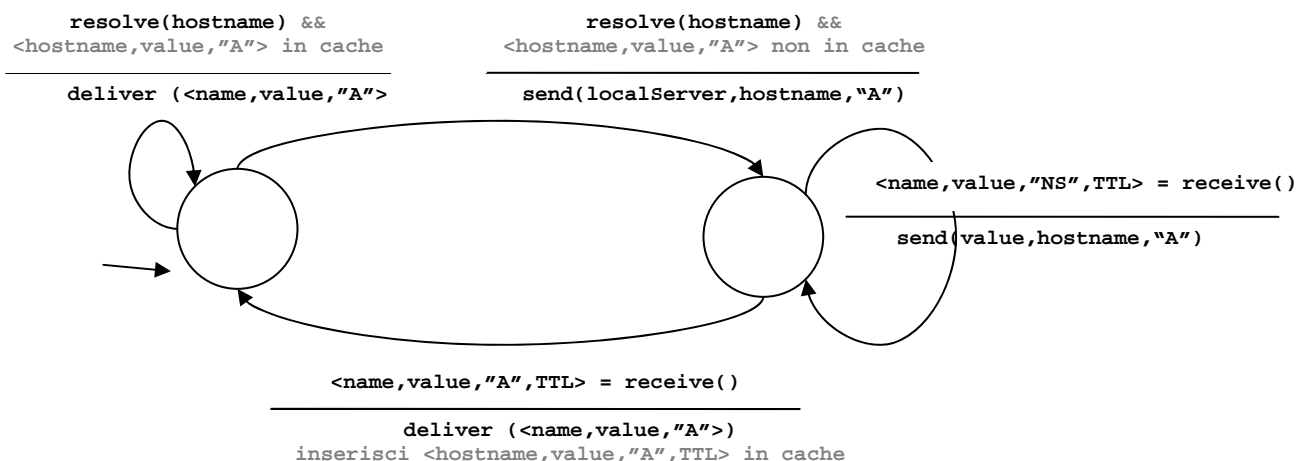 resolve(hostname) &&
<hostname,value,”A”> in cache
deliver (<name,value,”A”>
resolve(hostname) &&
<hostname,value,”A”> non in cache
send(localServer,hostname,“A”)
<name,value,”NS”,TTL> = receive()
send(value,hostname,“A”)
<name,value,”A”,TTL> = receive()
deliver (<name,value,”A”>)
inserisci <hostname,value,”A”,TTL> in cache